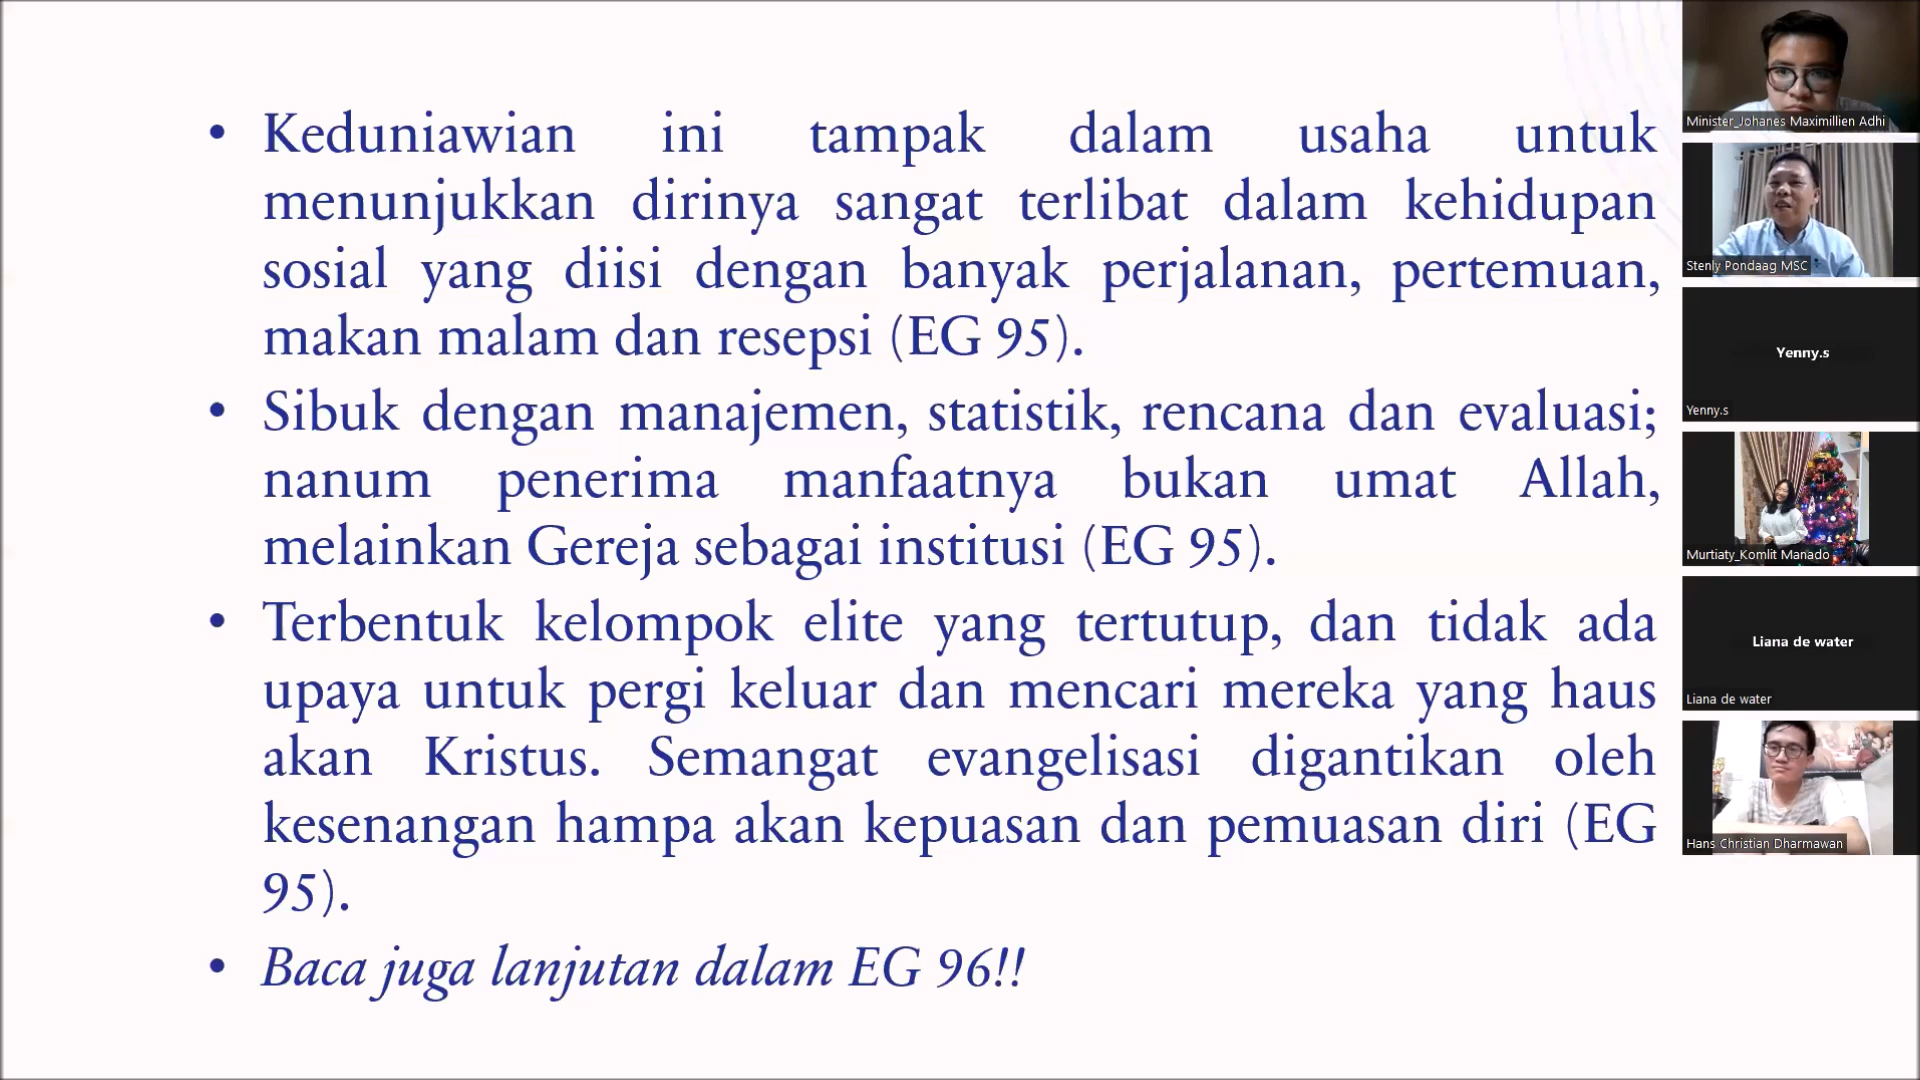 • Keduniawian ini tampak dalam usaha untuk
menunjukkan dirinya sangat terlibat dalam kehidupan
sosial yang diisi dengan banyak perjalanan, pertemuan,
makan malam dan resepsi (EG 95).
• Sibuk dengan manajemen, statistik, rencana dan evaluasi;
nanum penerima manfaatnya bukan umat Allah,
melainkan Gereja sebagai institusi (EG 95).
• Terbentuk kelompok elite yang tertutup, dan tidak ada
upaya untuk pergi keluar dan mencari mereka yang haus
akan Kristus. Semangat evangelisasi digantikan oleh
kesenangan hampa akan kepuasan dan pemuasan diri (EG
95).
• Baca juga lanjutan dalam EG 96!!
Minister_Johanes Maximillien Adhi
Stenly Pondaag MSC
Yenny.s
Yenny.s
Murtiaty_Komlit Manado
Liana de water
Liana de water
Hans Christian Dharmawan